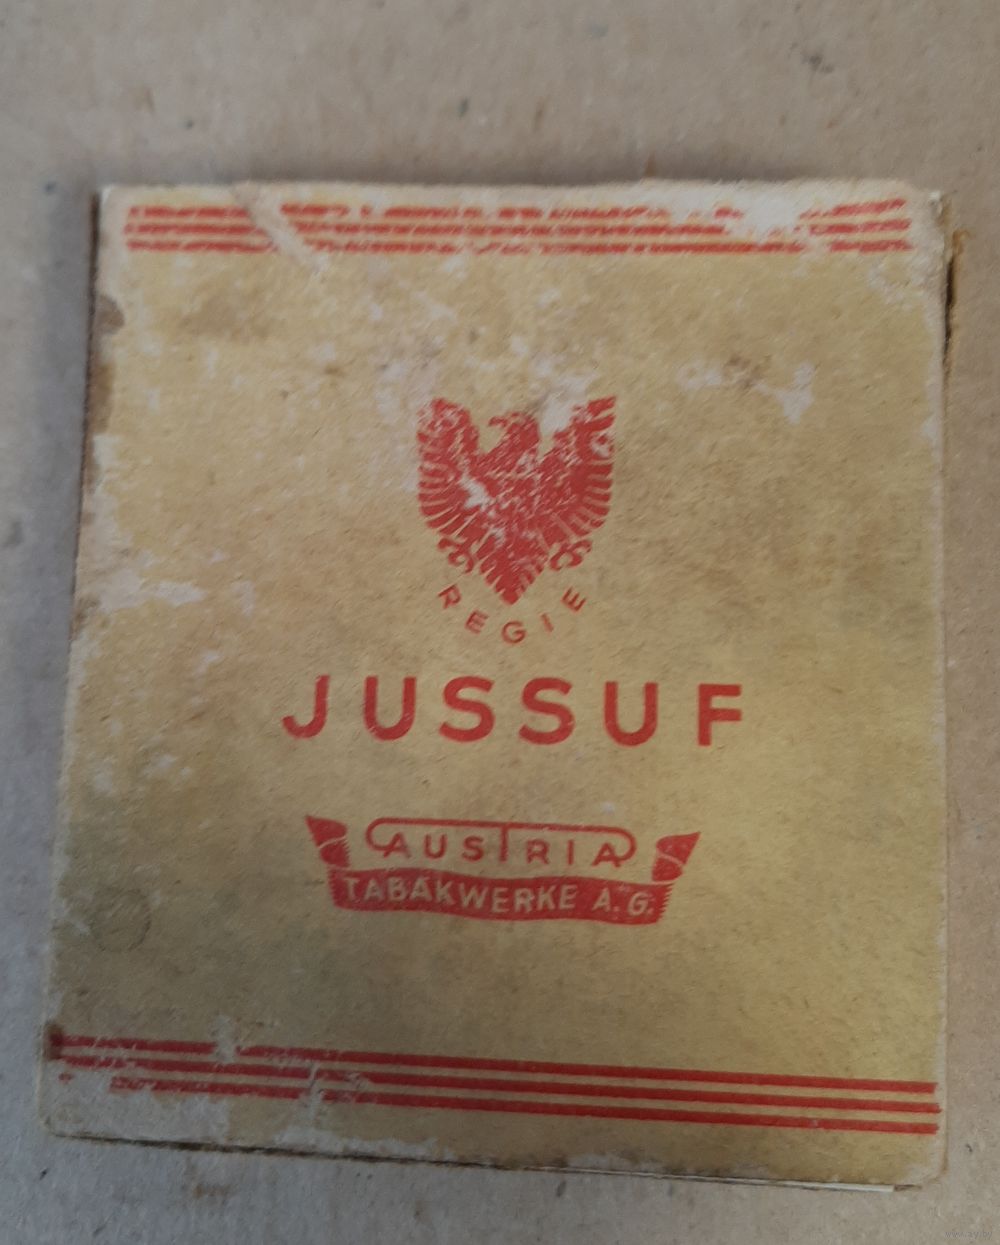 REGIE
JUSSUF
AUSTRIA
TABAKWERKE A. G.